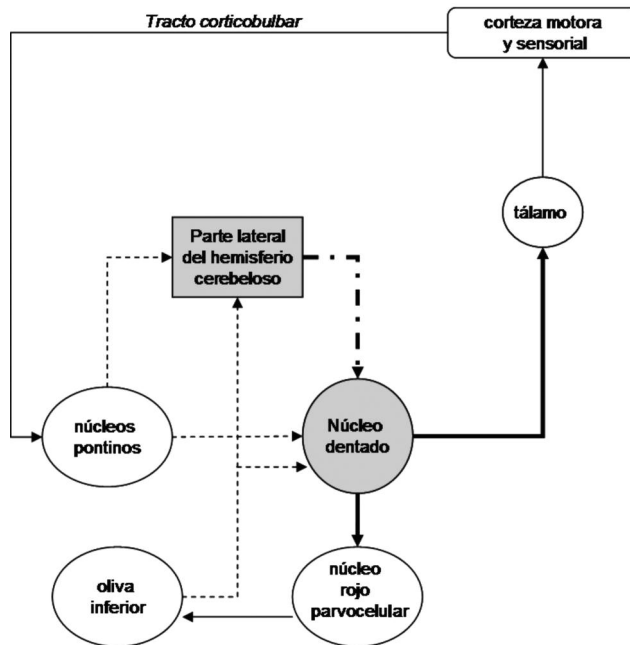 Tracto corticobulbar
corteza motora
y sensorial
tálamo
Parte lateral
del hemisferio
cerebeloso
núcleos
pontinos
Núcleo
dentado
oliva
inferior
núcleo
rojo
parvocelular